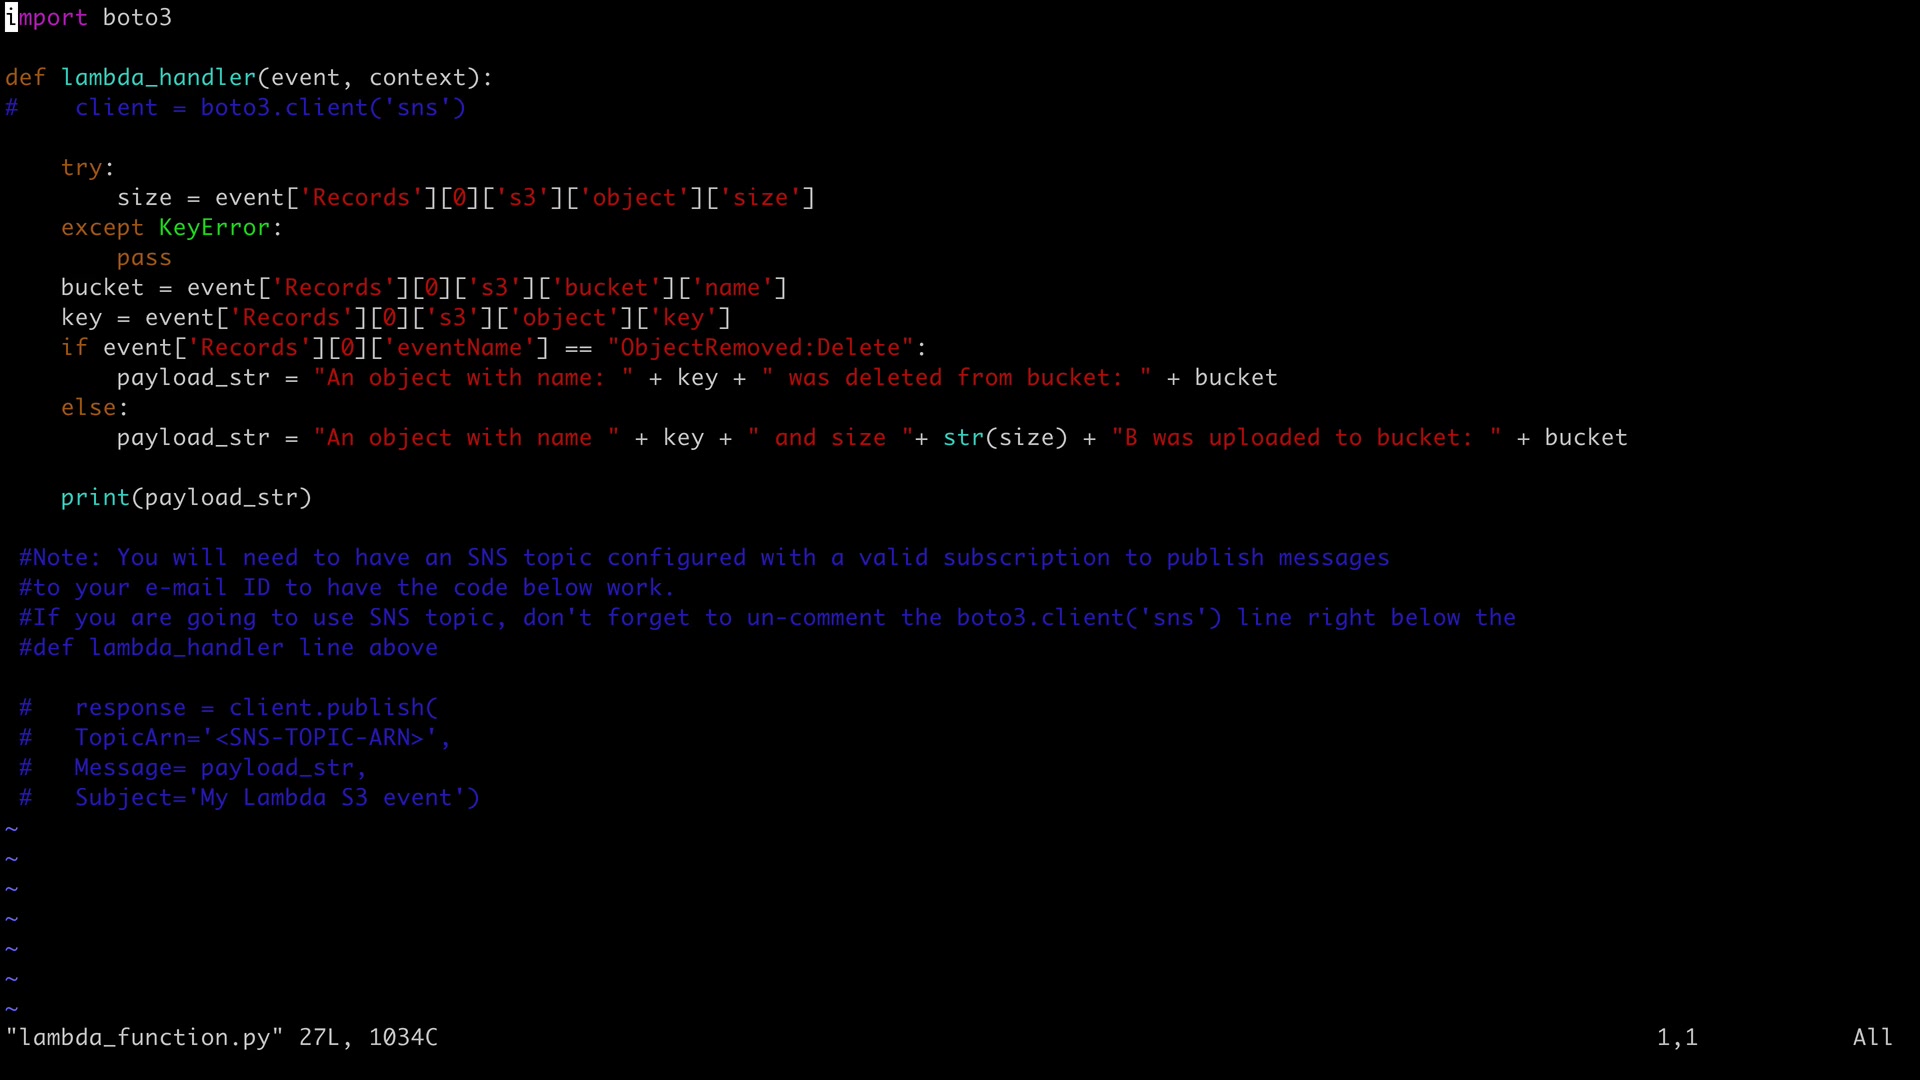 import boto3

def lambda_handler(event, context):
#    client = boto3.client('sns')

    try:
        size = event['Records'][0]['s3']['object']['size']
    except KeyError:
        pass
    bucket = event['Records'][0]['s3']['bucket']['name']
    key = event['Records'][0]['s3']['object']['key']
    if event['Records'][0]['eventName'] == "ObjectRemoved:Delete":
        payload_str = "An object with name: " + key + " was deleted from bucket: " + bucket
    else:
        payload_str = "An object with name " + key + " and size "+ str(size) + "B was uploaded to bucket: " + bucket

    print(payload_str)

 #Note: You will need to have an SNS topic configured with a valid subscription to publish messages
 #to your e-mail ID to have the code below work.
 #If you are going to use SNS topic, don't forget to un-comment the boto3.client('sns') line right below the
 #def lambda_handler line above

 #   response = client.publish(
 #   TopicArn='<SNS-TOPIC-ARN>',
 #   Message= payload_str,
 #   Subject='My Lambda S3 event')
~
~
~
~
~
~
~
"lambda_function.py" 27L, 1034C 1,1 All